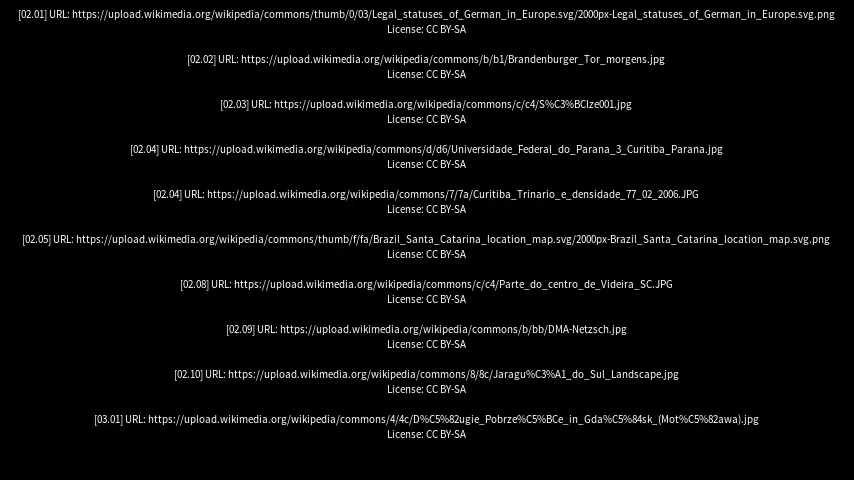 [02.01] URL: https://upload.wikimedia.org/wikipedia/commons/thumb/0/03/Legal_statuses_of_German_in_Europe.svg/2000px-Legal_statuses_of_German_in_Europe.svg.png
License: CC BY-SA
[02.02] URL: https://upload.wikimedia.org/wikipedia/commons/b/b1/Brandenburger_Tor_morgens.jpg
License: CC BY-SA
[02.03] URL: https://upload.wikimedia.org/wikipedia/commons/c/c4/S%C3%BClze001.jpg
License: CC BY-SA
[02.04] URL: https://upload.wikimedia.org/wikipedia/commons/d/d6/Universidade_Federal_do_Parana_3_Curitiba_Parana.jpg
License: CC BY-SA
[02.04] URL: https://upload.wikimedia.org/wikipedia/commons/7/7a/Curitiba_Trinario_e_densidade_77_02_2006.JPG
License: CC BY-SA
[02.05] URL: https://upload.wikimedia.org/wikipedia/commons/thumb/f/fa/Brazil_Santa_Catarina_location_map.svg/2000px-Brazil_Santa_Catarina_location_map.svg.png
License: CC BY-SA
[02.08] URL: https://upload.wikimedia.org/wikipedia/commons/c/c4/Parte_do_centro_de_Videira_SC.JPG
License: CC BY-SA
[02.09] URL: https://upload.wikimedia.org/wikipedia/commons/b/bb/DMA-Netzsch.jpg
License: CC BY-SA
[02.10] URL: https://upload.wikimedia.org/wikipedia/commons/8/8c/Jaragu%C3%A1_do_Sul_Landscape.jpg
License: CC BY-SA
[03.01] URL: https://upload.wikimedia.org/wikipedia/commons/4/4c/D%C5%82ugie_Pobrze%C5%BCe_in_Gda%C5%84sk_(Mot%C5%82awa).jpg
License: CC BY-SA